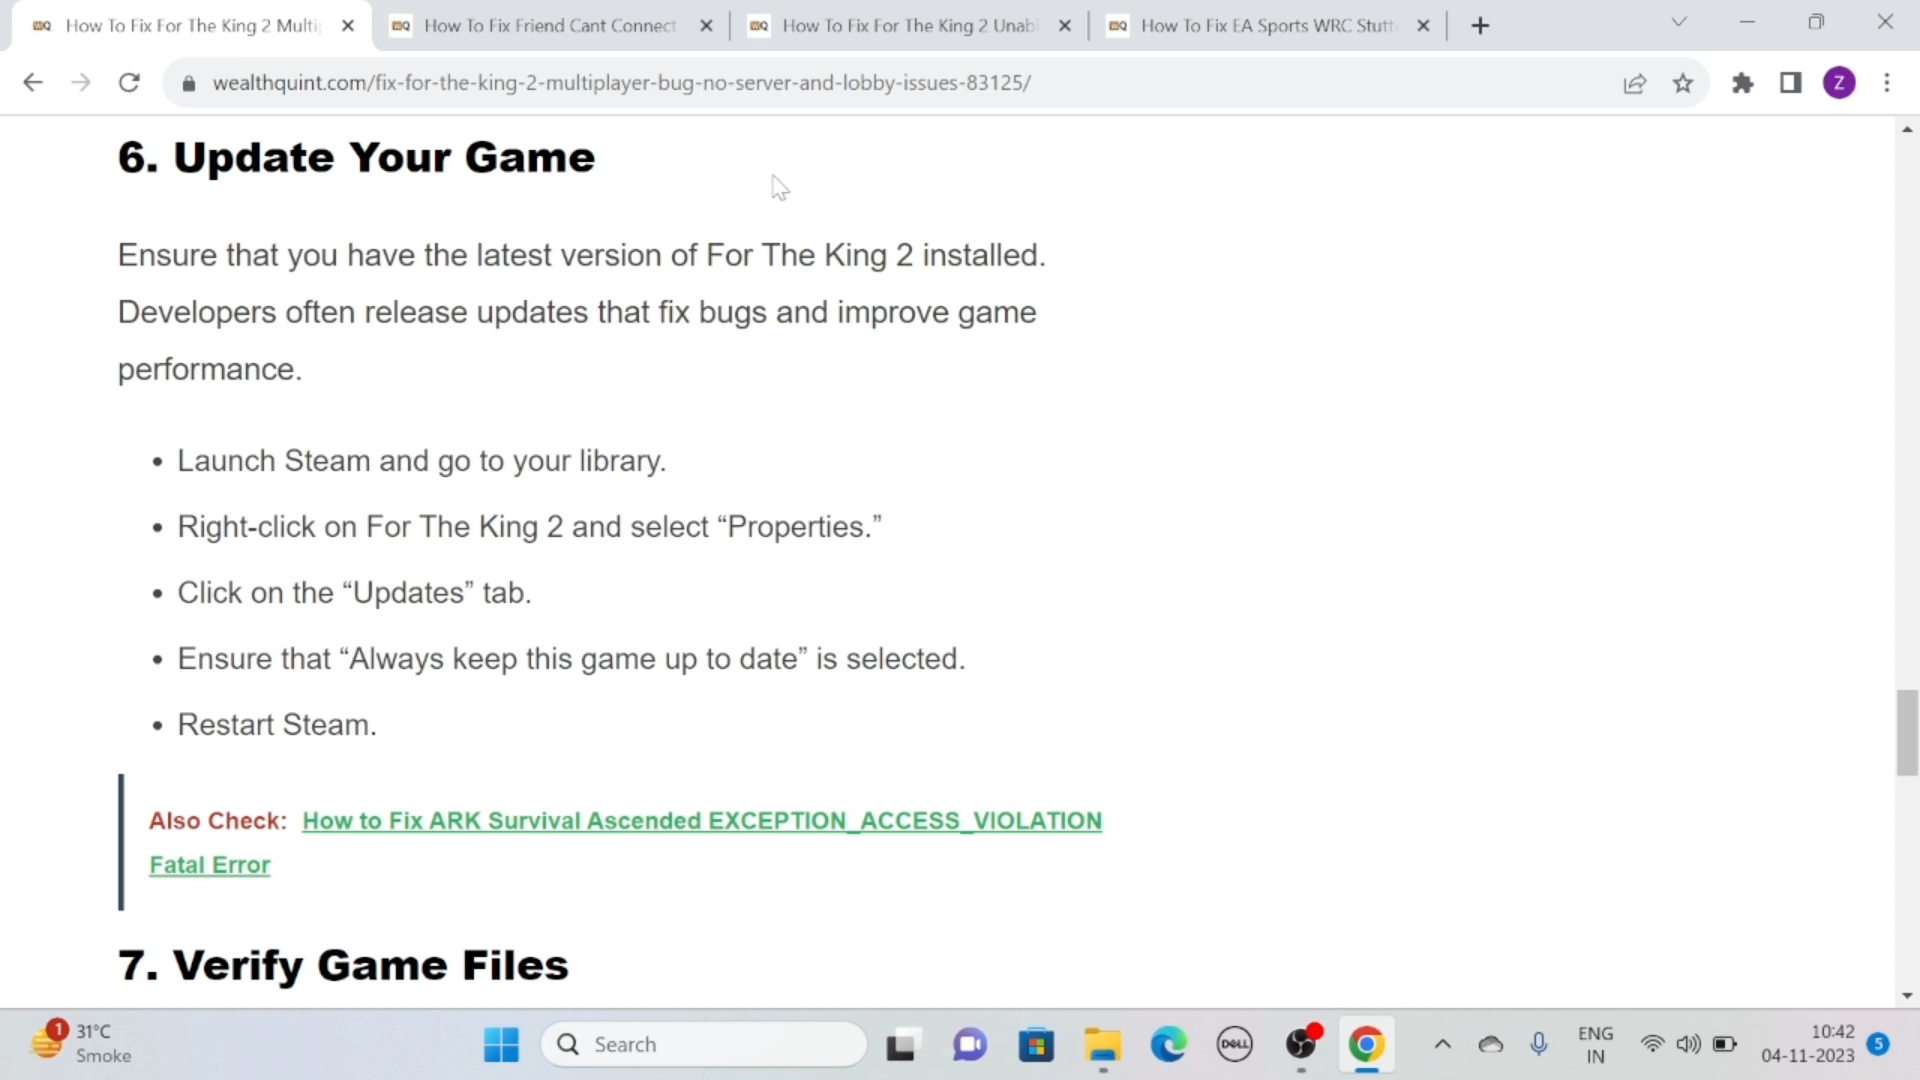 How To Fix For The King 2 Multip
How To Fix Friend Cant Connect
How To Fix For The King 2 Unab
How To Fix EA Sports WRC Stutt
wealthquint.com/fix-for-the-king-2-multiplayer-bug-no-server-and-lobby-issues-83125/
Z
6. Update Your Game
Ensure that you have the latest version of For The King 2 installed.
Developers often release updates that fix bugs and improve game
performance.
• Launch Steam and go to your library.
• Right-click on For The King 2 and select “Properties.”
• Click on the “Updates” tab.
• Ensure that “Always keep this game up to date” is selected.
• Restart Steam.
Also Check: How to Fix ARK Survival Ascended EXCEPTION_ACCESS_VIOLATION
Fatal Error
7. Verify Game Files
1
31°C
Smoke
Search
DELL
ENG
IN
10:42
04-11-2023
5